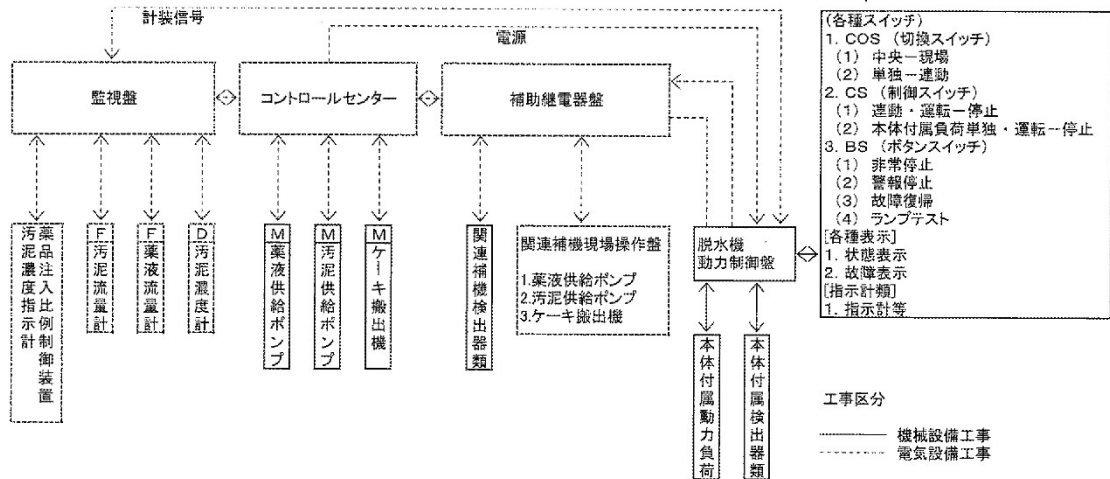 計装信号
電源
監視盤
コントロールセンター
補助継電器盤
薬品注入比例制御装置
汚泥濃度指示計
F 汚泥流量計
F 薬液流量計
D 汚泥濃度計
M 薬液供給ポンプ
M 汚泥供給ポンプ
M ケーキ搬出機
関連補機検出器類
関連補機現場操作盤
1.薬液供給ポンプ
2.汚泥供給ポンプ
3.ケーキ搬出機
脱水機
動力制御盤
本体付属動力負荷
本体付属検出器類
(各種スイッチ)
1. COS (切換スイッチ)
(1) 中央ー現場
(2) 単独ー連動
2. CS (制御スイッチ)
(1) 連動・運転ー停止
(2) 本体付属負荷単独・運転ー停止
3. BS (ボタンスイッチ)
(1) 非常停止
(2) 警報停止
(3) 故障復帰
(4) ランプテスト
[各種表示]
1. 状態表示
2. 故障表示
[指示計類]
1. 指示計等
工事区分
機械設備工事
電気設備工事